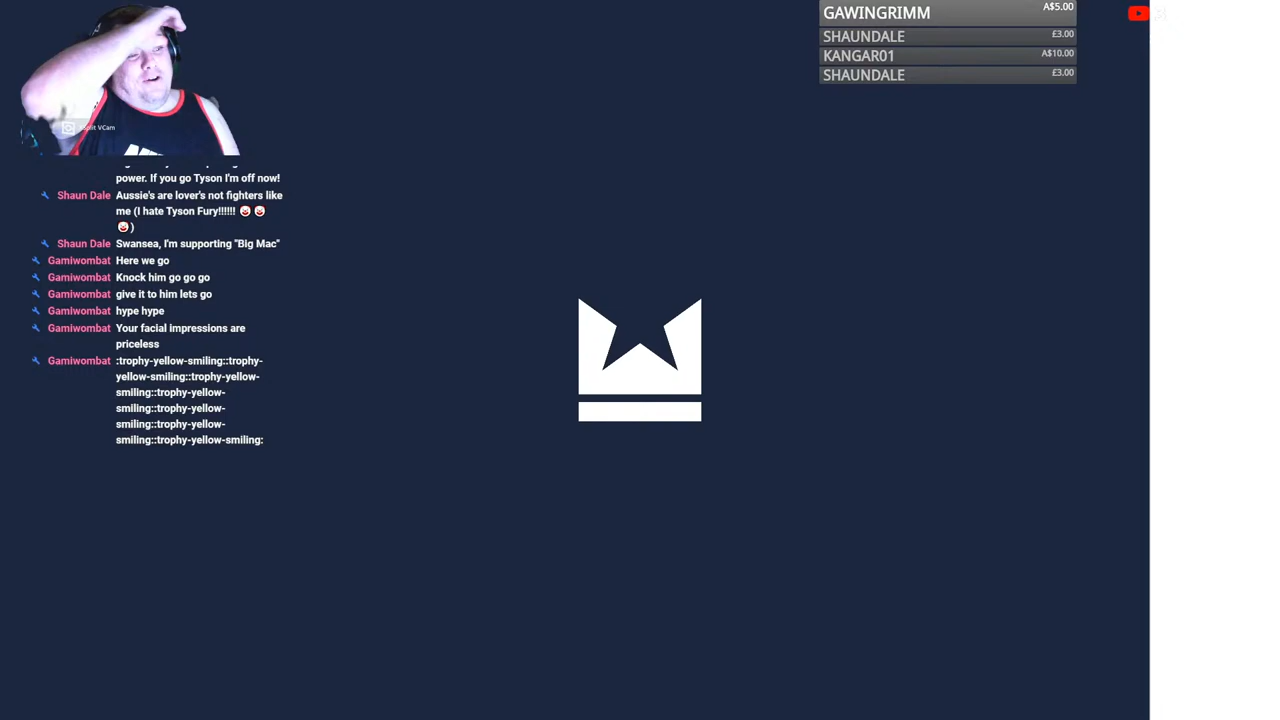 GAWINGRIMM A$5.00
SHAUNDALE £3.00
KANGAR01 A$10.00
SHAUNDALE £3.00
VCam
power. If you go Tyson I'm off now!
Shaun Dale Aussie's are lover's not fighters like
me (I hate Tyson Fury!!!!!! 🤡 🤡
🤡 )
Shaun Dale Swansea, I'm supporting "Big Mac"
Gamiwombat Here we go
Gamiwombat Knock him go go go
Gamiwombat give it to him lets go
Gamiwombat hype hype
Gamiwombat Your facial impressions are
priceless
Gamiwombat :trophy-yellow-smiling::trophy-
yellow-smiling::trophy-yellow-
smiling::trophy-yellow-
smiling::trophy-yellow-
smiling::trophy-yellow-
smiling::trophy-yellow-smiling: